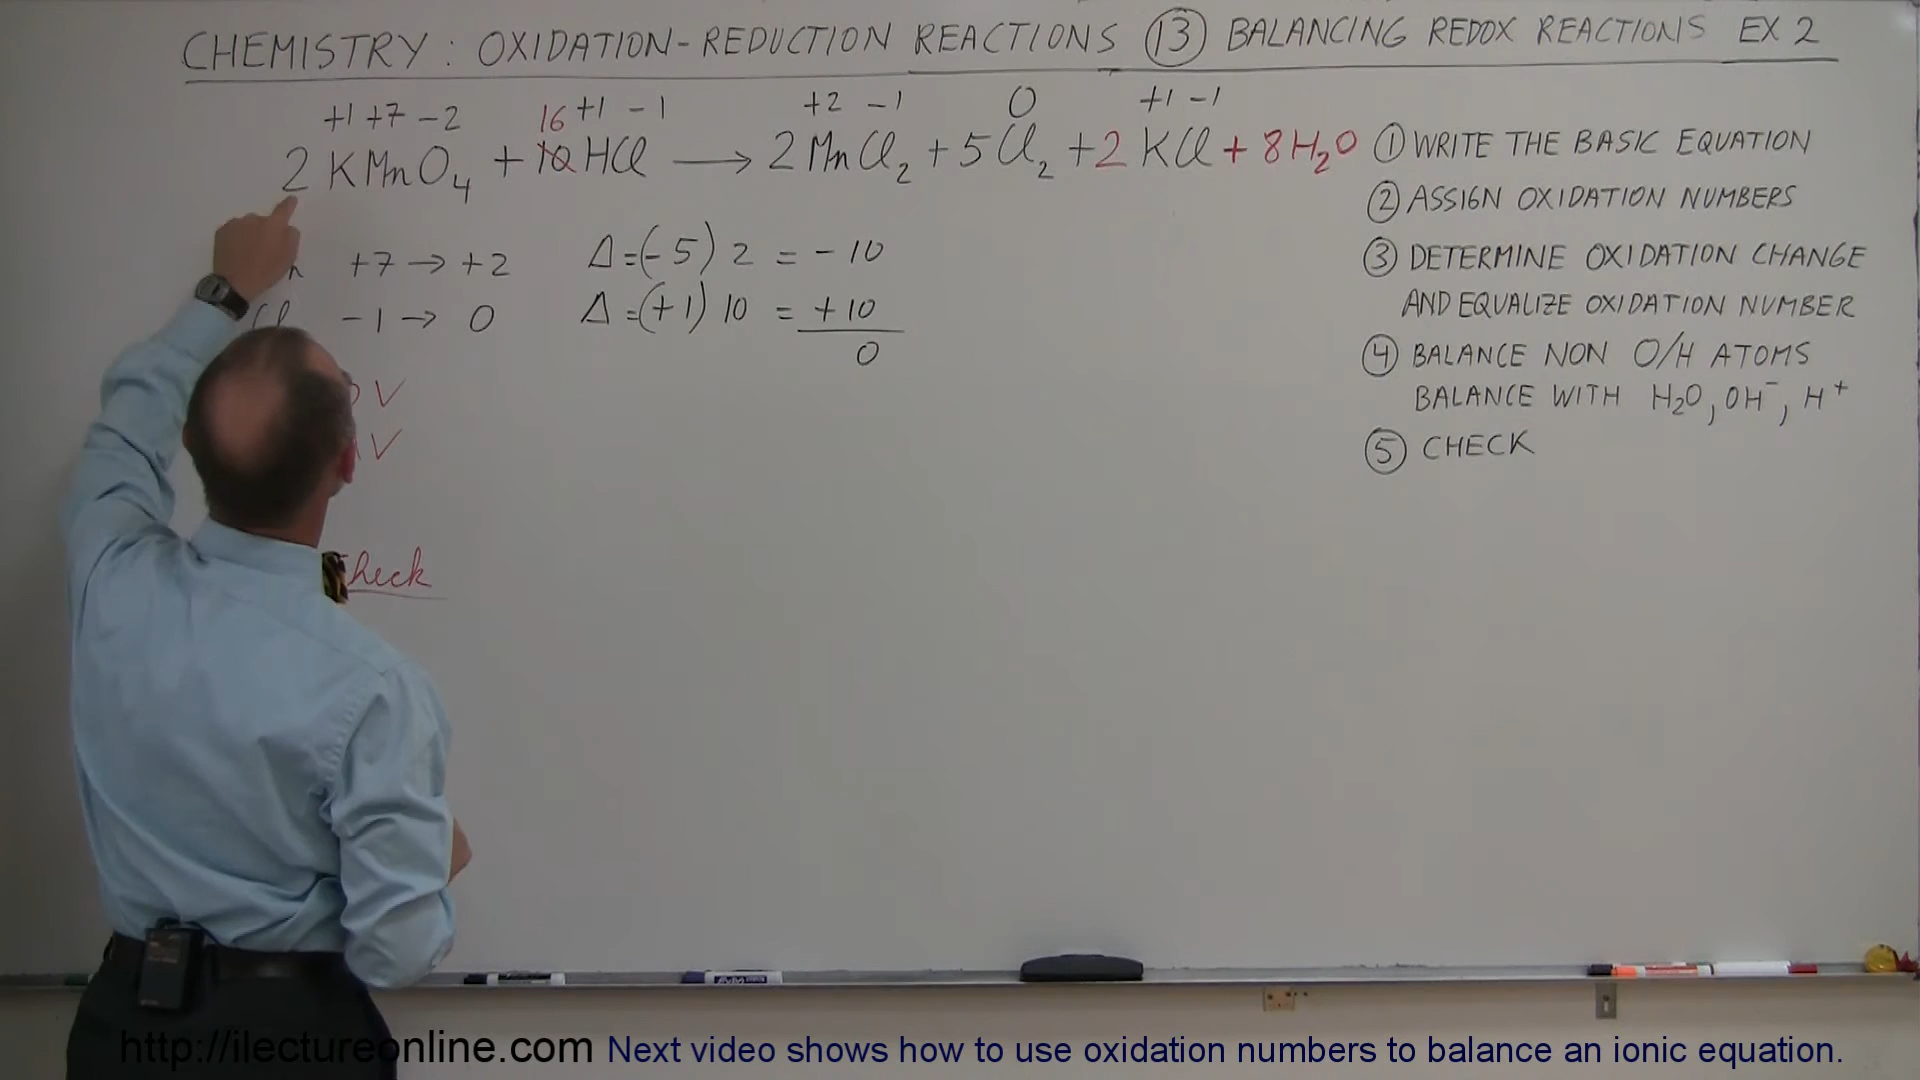 CHEMISTRY : OXIDATION-REDUCTION REACTIONS ⑬ BALANCING REDOX REACTIONS EX 2
+1 +7 -2 16 +1 -1 +2 -1 0 +1 -1
2 KMnO₄ + 10 HCl → 2 MnCl₂ + 5 Cl₂ + 2 KCl + 8 H₂O
+7 → +2 Δ=(-5) 2 = -10
Cl -1 → 0 Δ=(+1) 10 = +10
0
① WRITE THE BASIC EQUATION
② ASSIGN OXIDATION NUMBERS
③ DETERMINE OXIDATION CHANGE
AND EQUALIZE OXIDATION NUMBER
④ BALANCE NON O/H ATOMS
BALANCE WITH H₂O, OH⁻, H⁺
⑤ CHECK
http://ilectureonline.com Next video shows how to use oxidation numbers to balance an ionic equation.